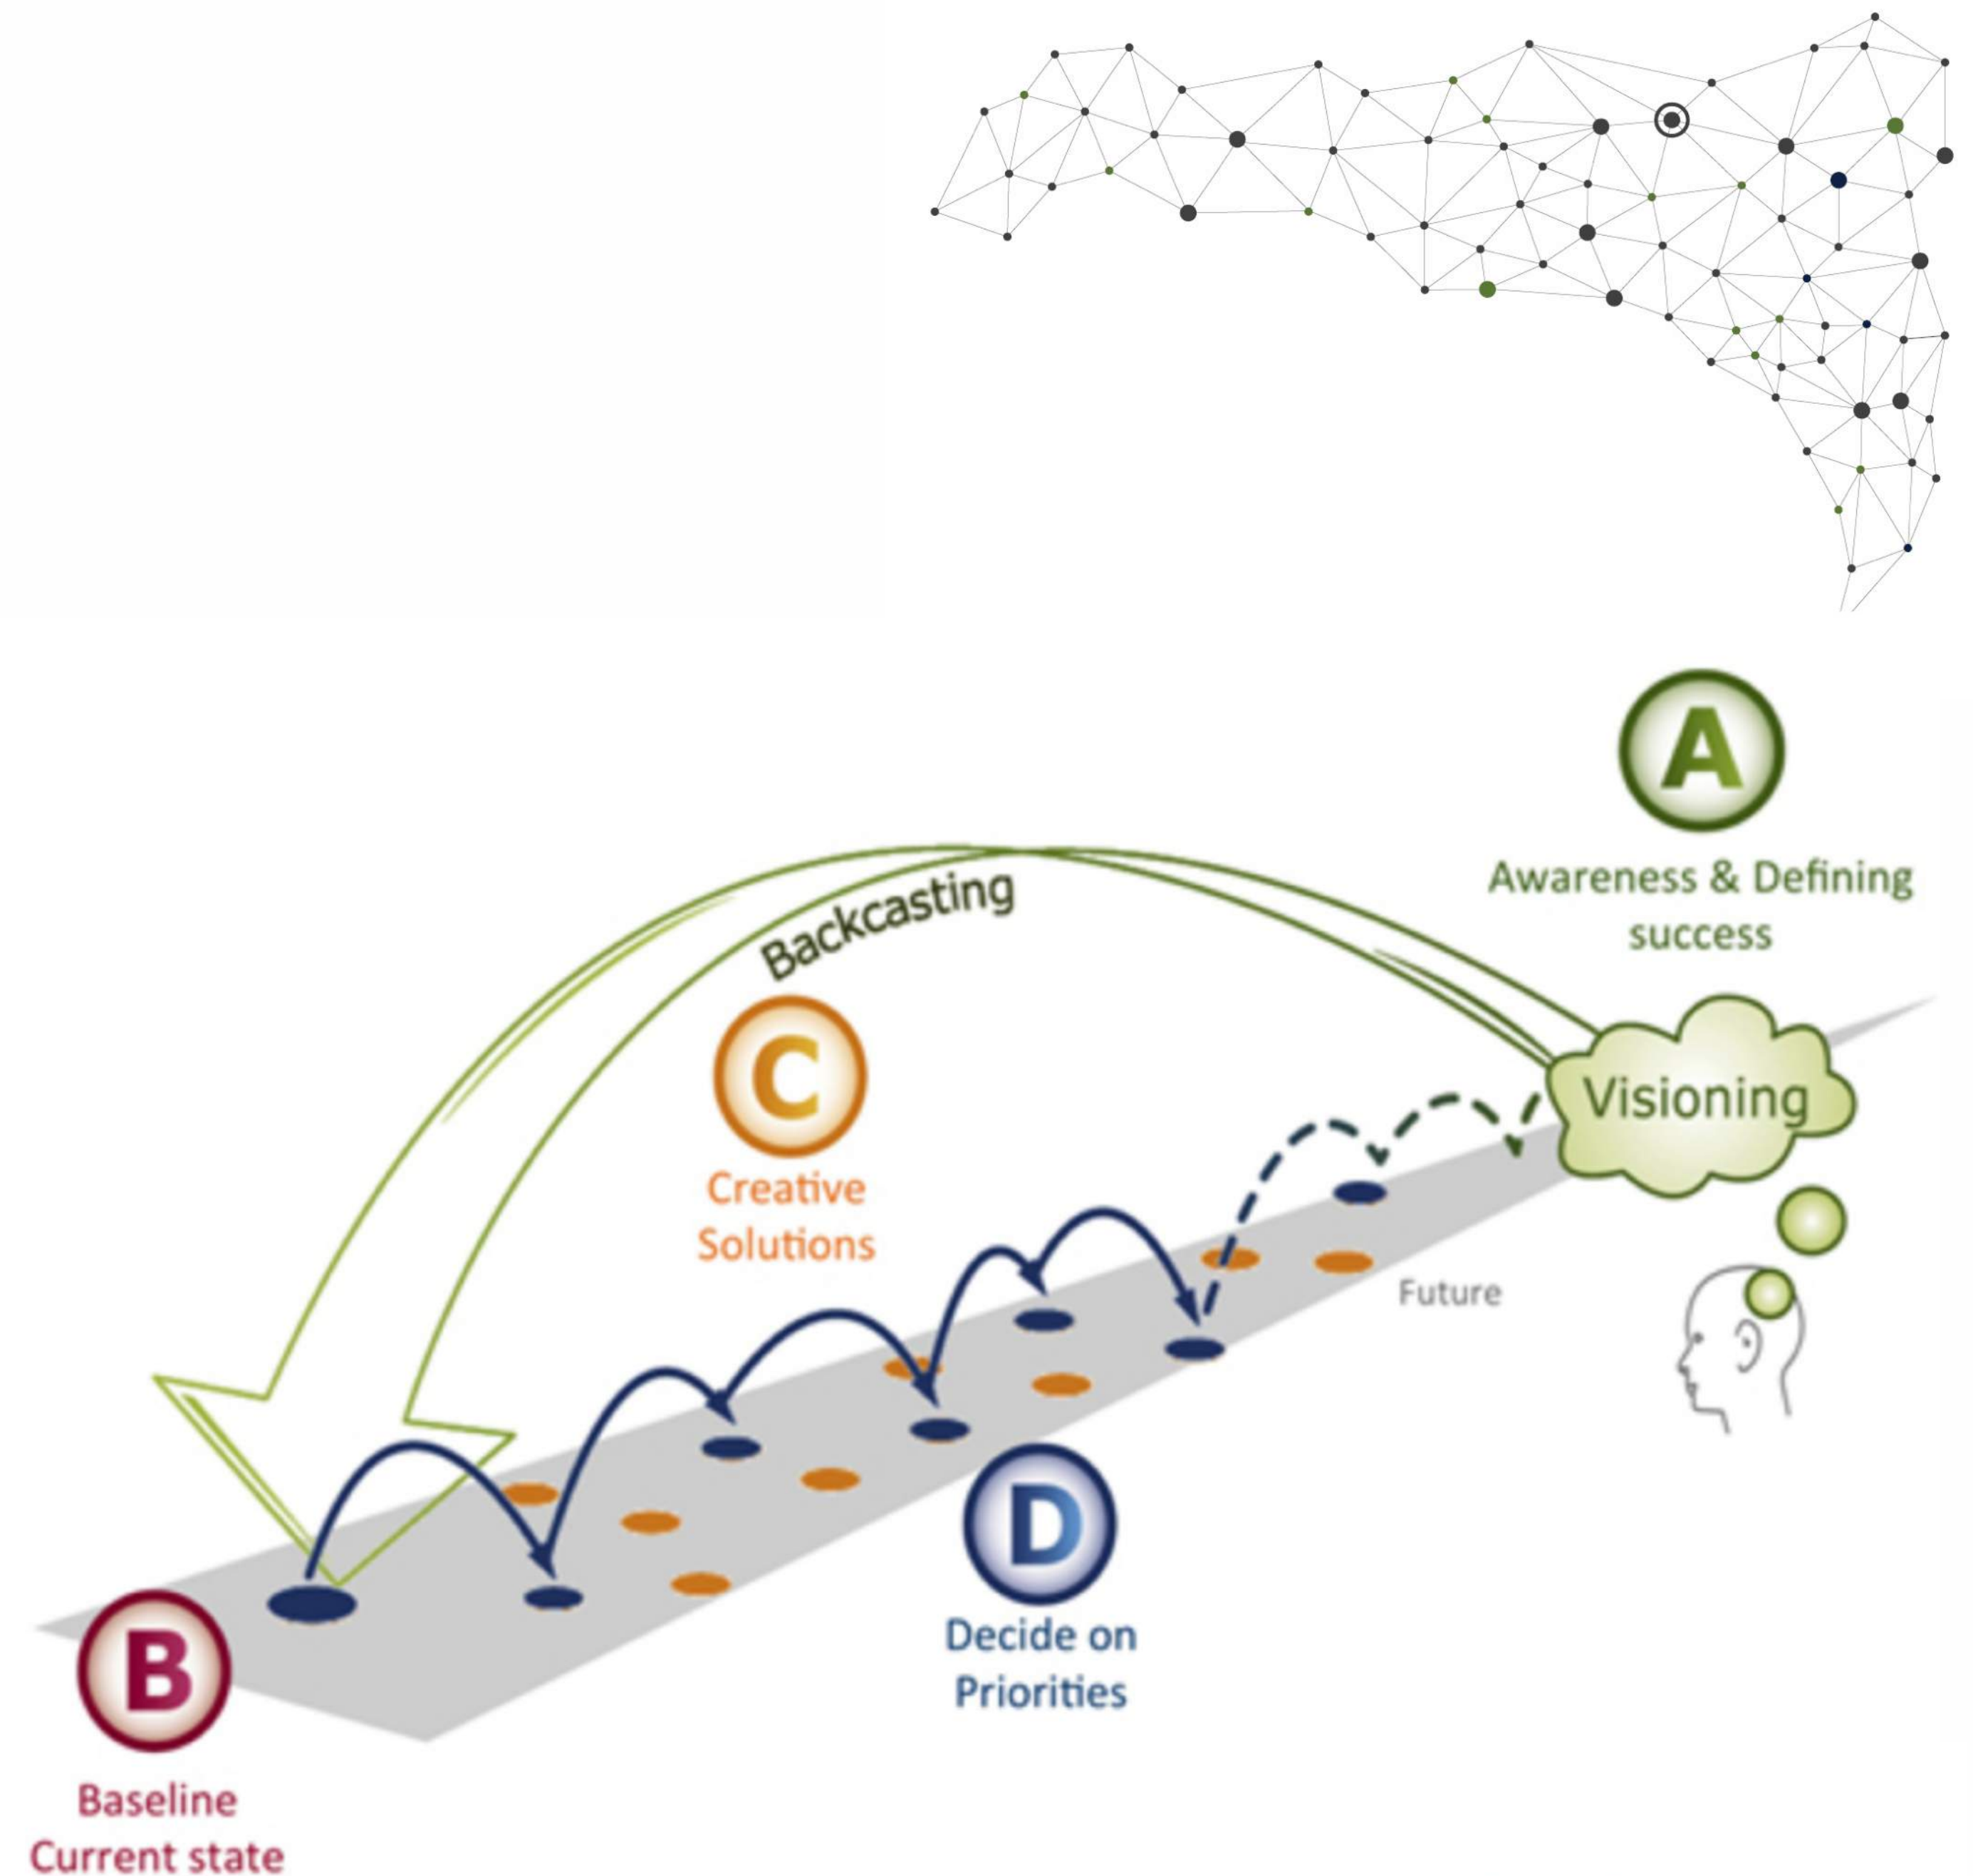 A
Awareness & Defining
success
Backcasting
C
Creative
Solutions
Visioning
Future
D
Decide on
Priorities
B
Baseline
Current state